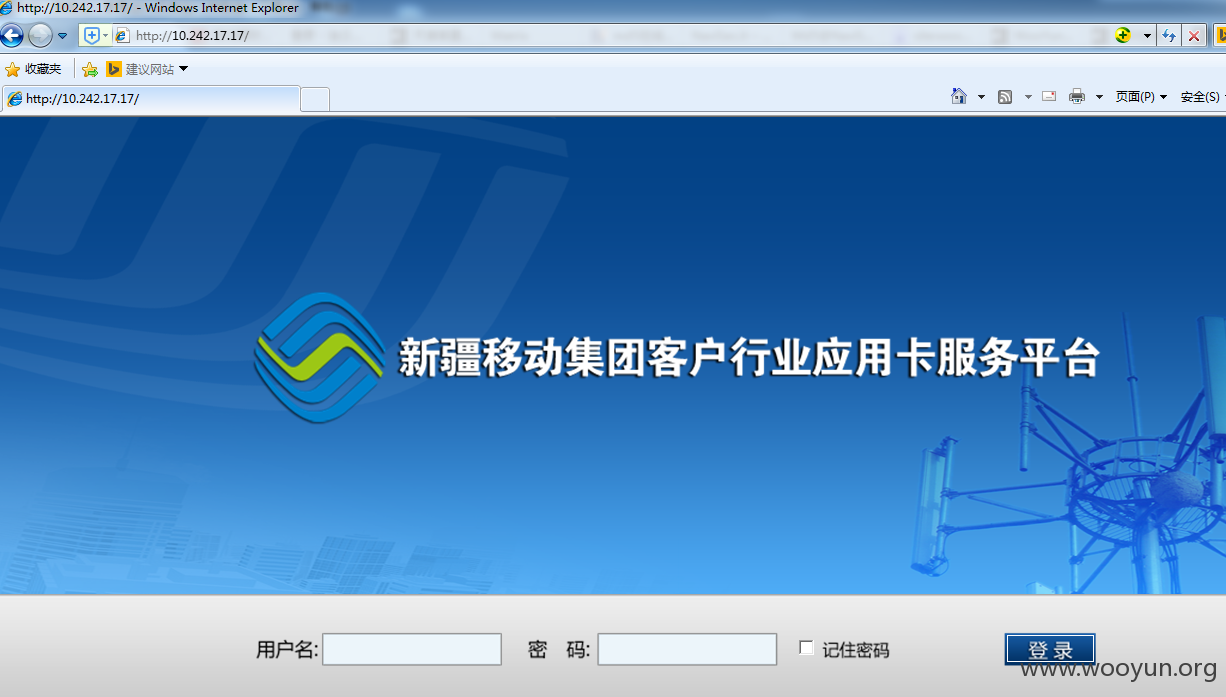 http://10.242.17.17/ - Windows Internet Explorer
http://10.242.17.17/
收藏夹 建议网站
http://10.242.17.17/ 页面(P) 安全(S)
新疆移动集团客户行业应用卡服务平台
用户名: 密 码: 记住密码 登 录
www.wooyun.org